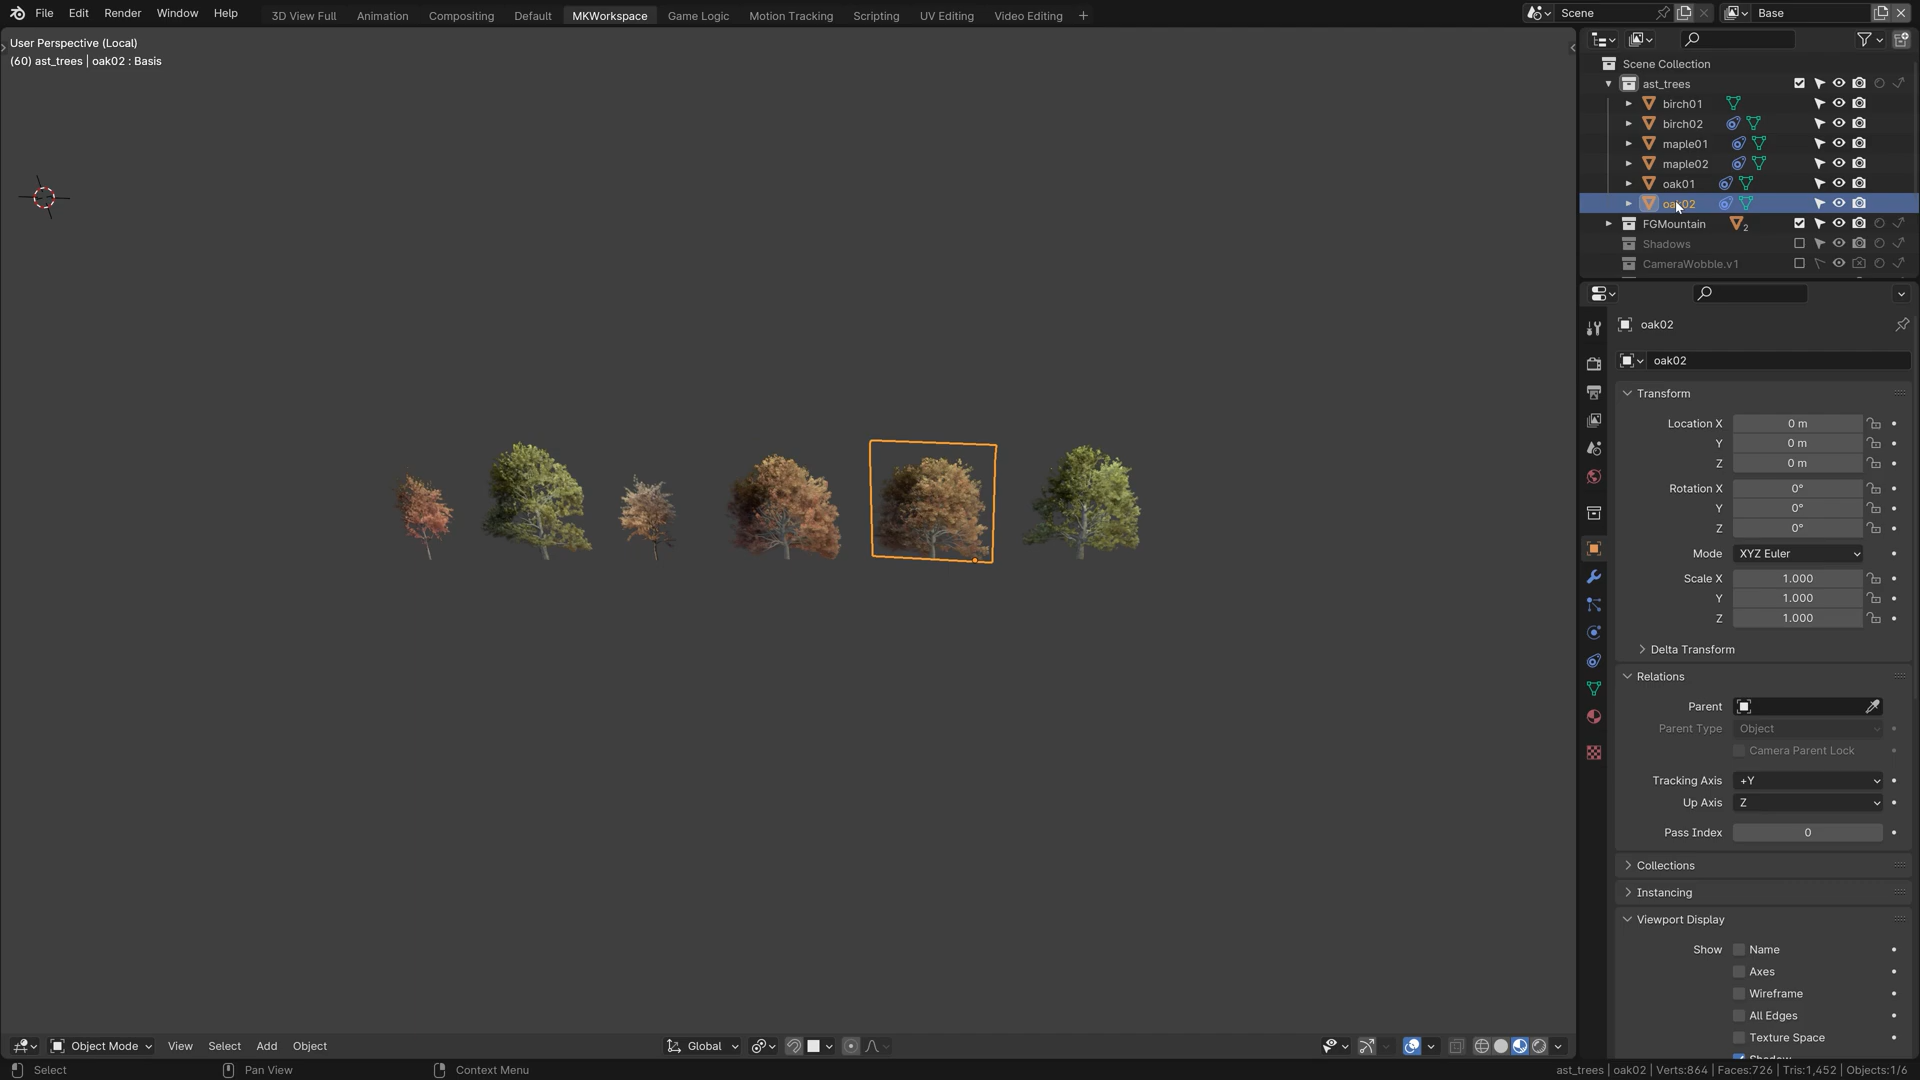 File Edit Render Window Help 3D View Full Animation Compositing Default MKWorkspace Game Logic Motion Tracking Scripting UV Editing Video Editing + Scene Base
User Perspective (Local)
(60) ast_trees | oak02 : Basis
Scene Collection
ast_trees
birch01
birch02
maple01
maple02
oak01
oak02
FGMountain 2
Shadows
CameraWobble.v1
oak02
oak02
Transform
Location X 0 m
Y 0 m
Z 0 m
Rotation X 0°
Y 0°
Z 0°
Mode XYZ Euler
Scale X 1.000
Y 1.000
Z 1.000
Delta Transform
Relations
Parent
Parent Type Object
Camera Parent Lock
Tracking Axis +Y
Up Axis Z
Pass Index 0
Collections
Instancing
Viewport Display
Show Name
Axes
Wireframe
All Edges
Texture Space
Shadow
Object Mode View Select Add Object Global
Select Pan View Context Menu ast_trees | oak02 | Verts:864 | Faces:726 | Tris:1,452 | Objects:1/6